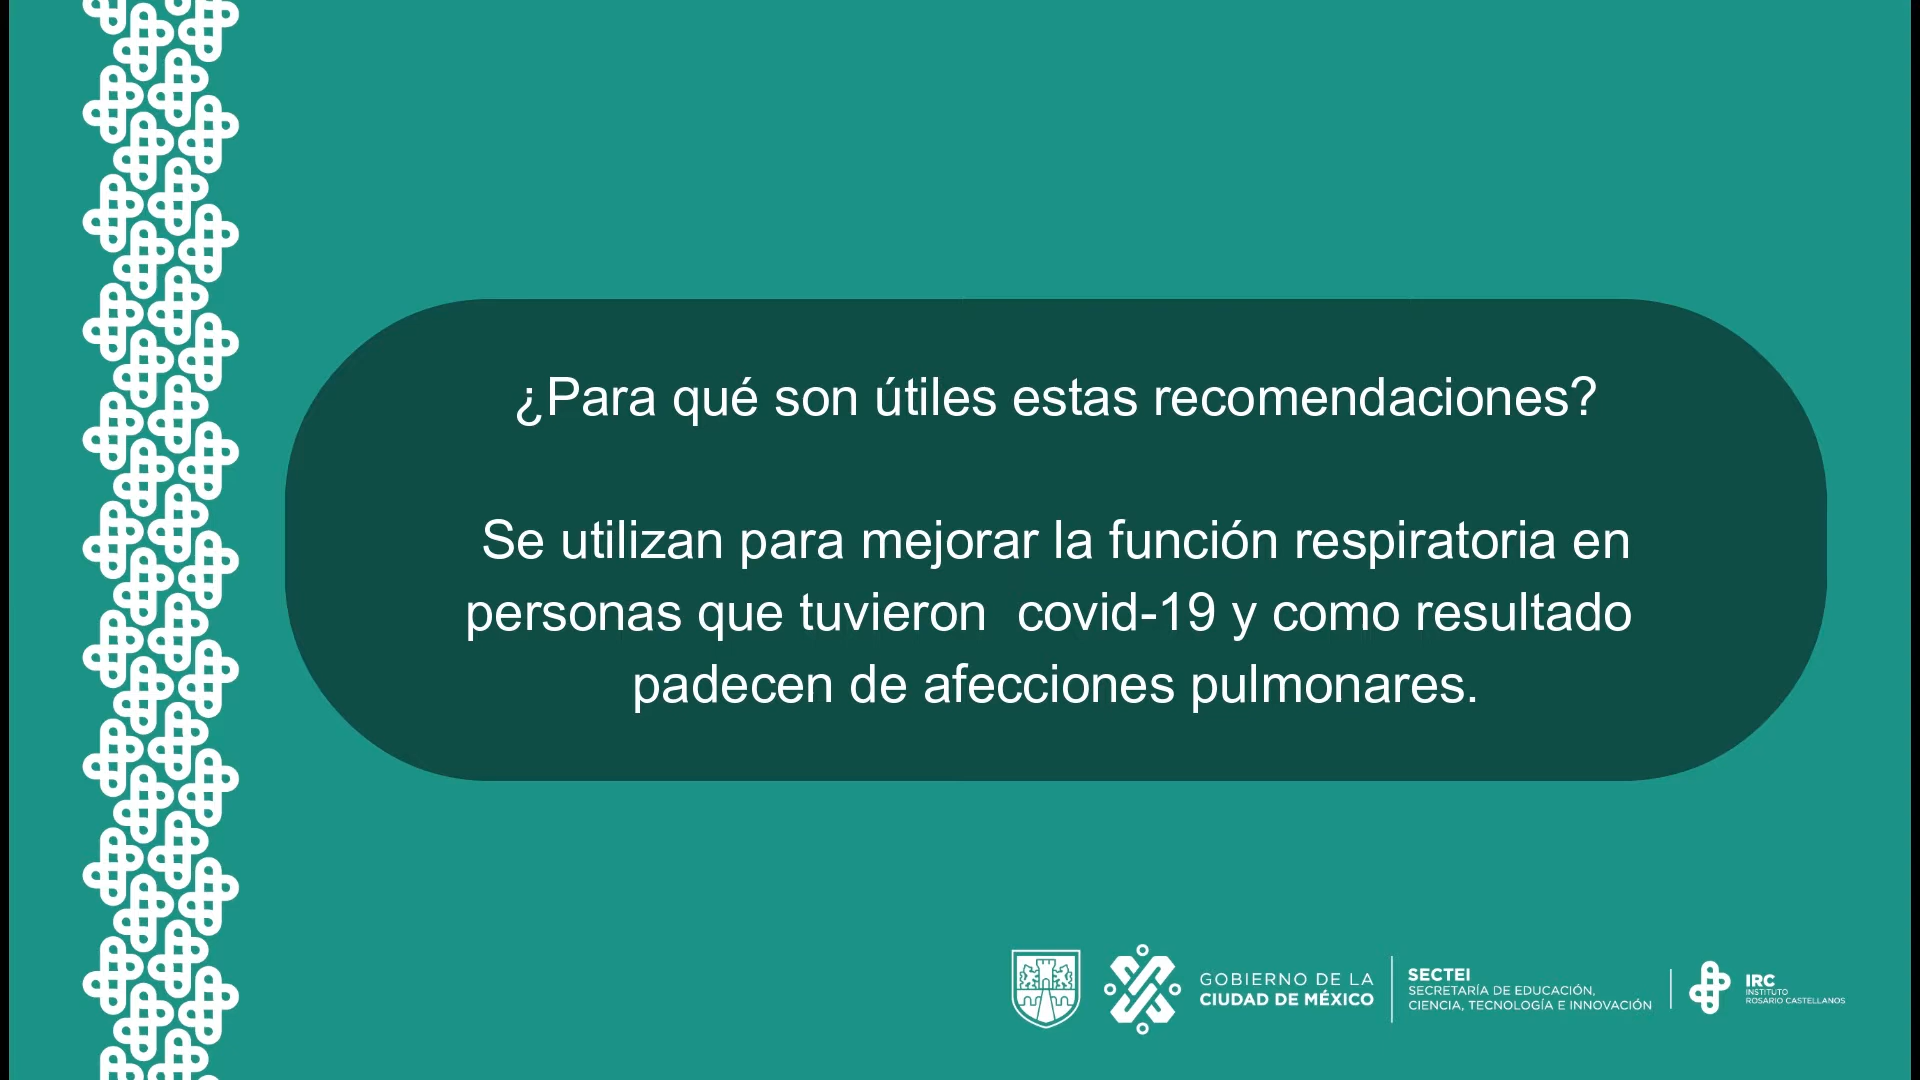 ¿Para qué son útiles estas recomendaciones?
Se utilizan para mejorar la función respiratoria en
personas que tuvieron  covid-19 y como resultado
padecen de afecciones pulmonares.
GOBIERNO DE LA
CIUDAD DE MÉXICO
SECTEI
SECRETARÍA DE EDUCACIÓN,
CIENCIA, TECNOLOGÍA E INNOVACIÓN
IRC
INSTITUTO
ROSARIO CASTELLANOS